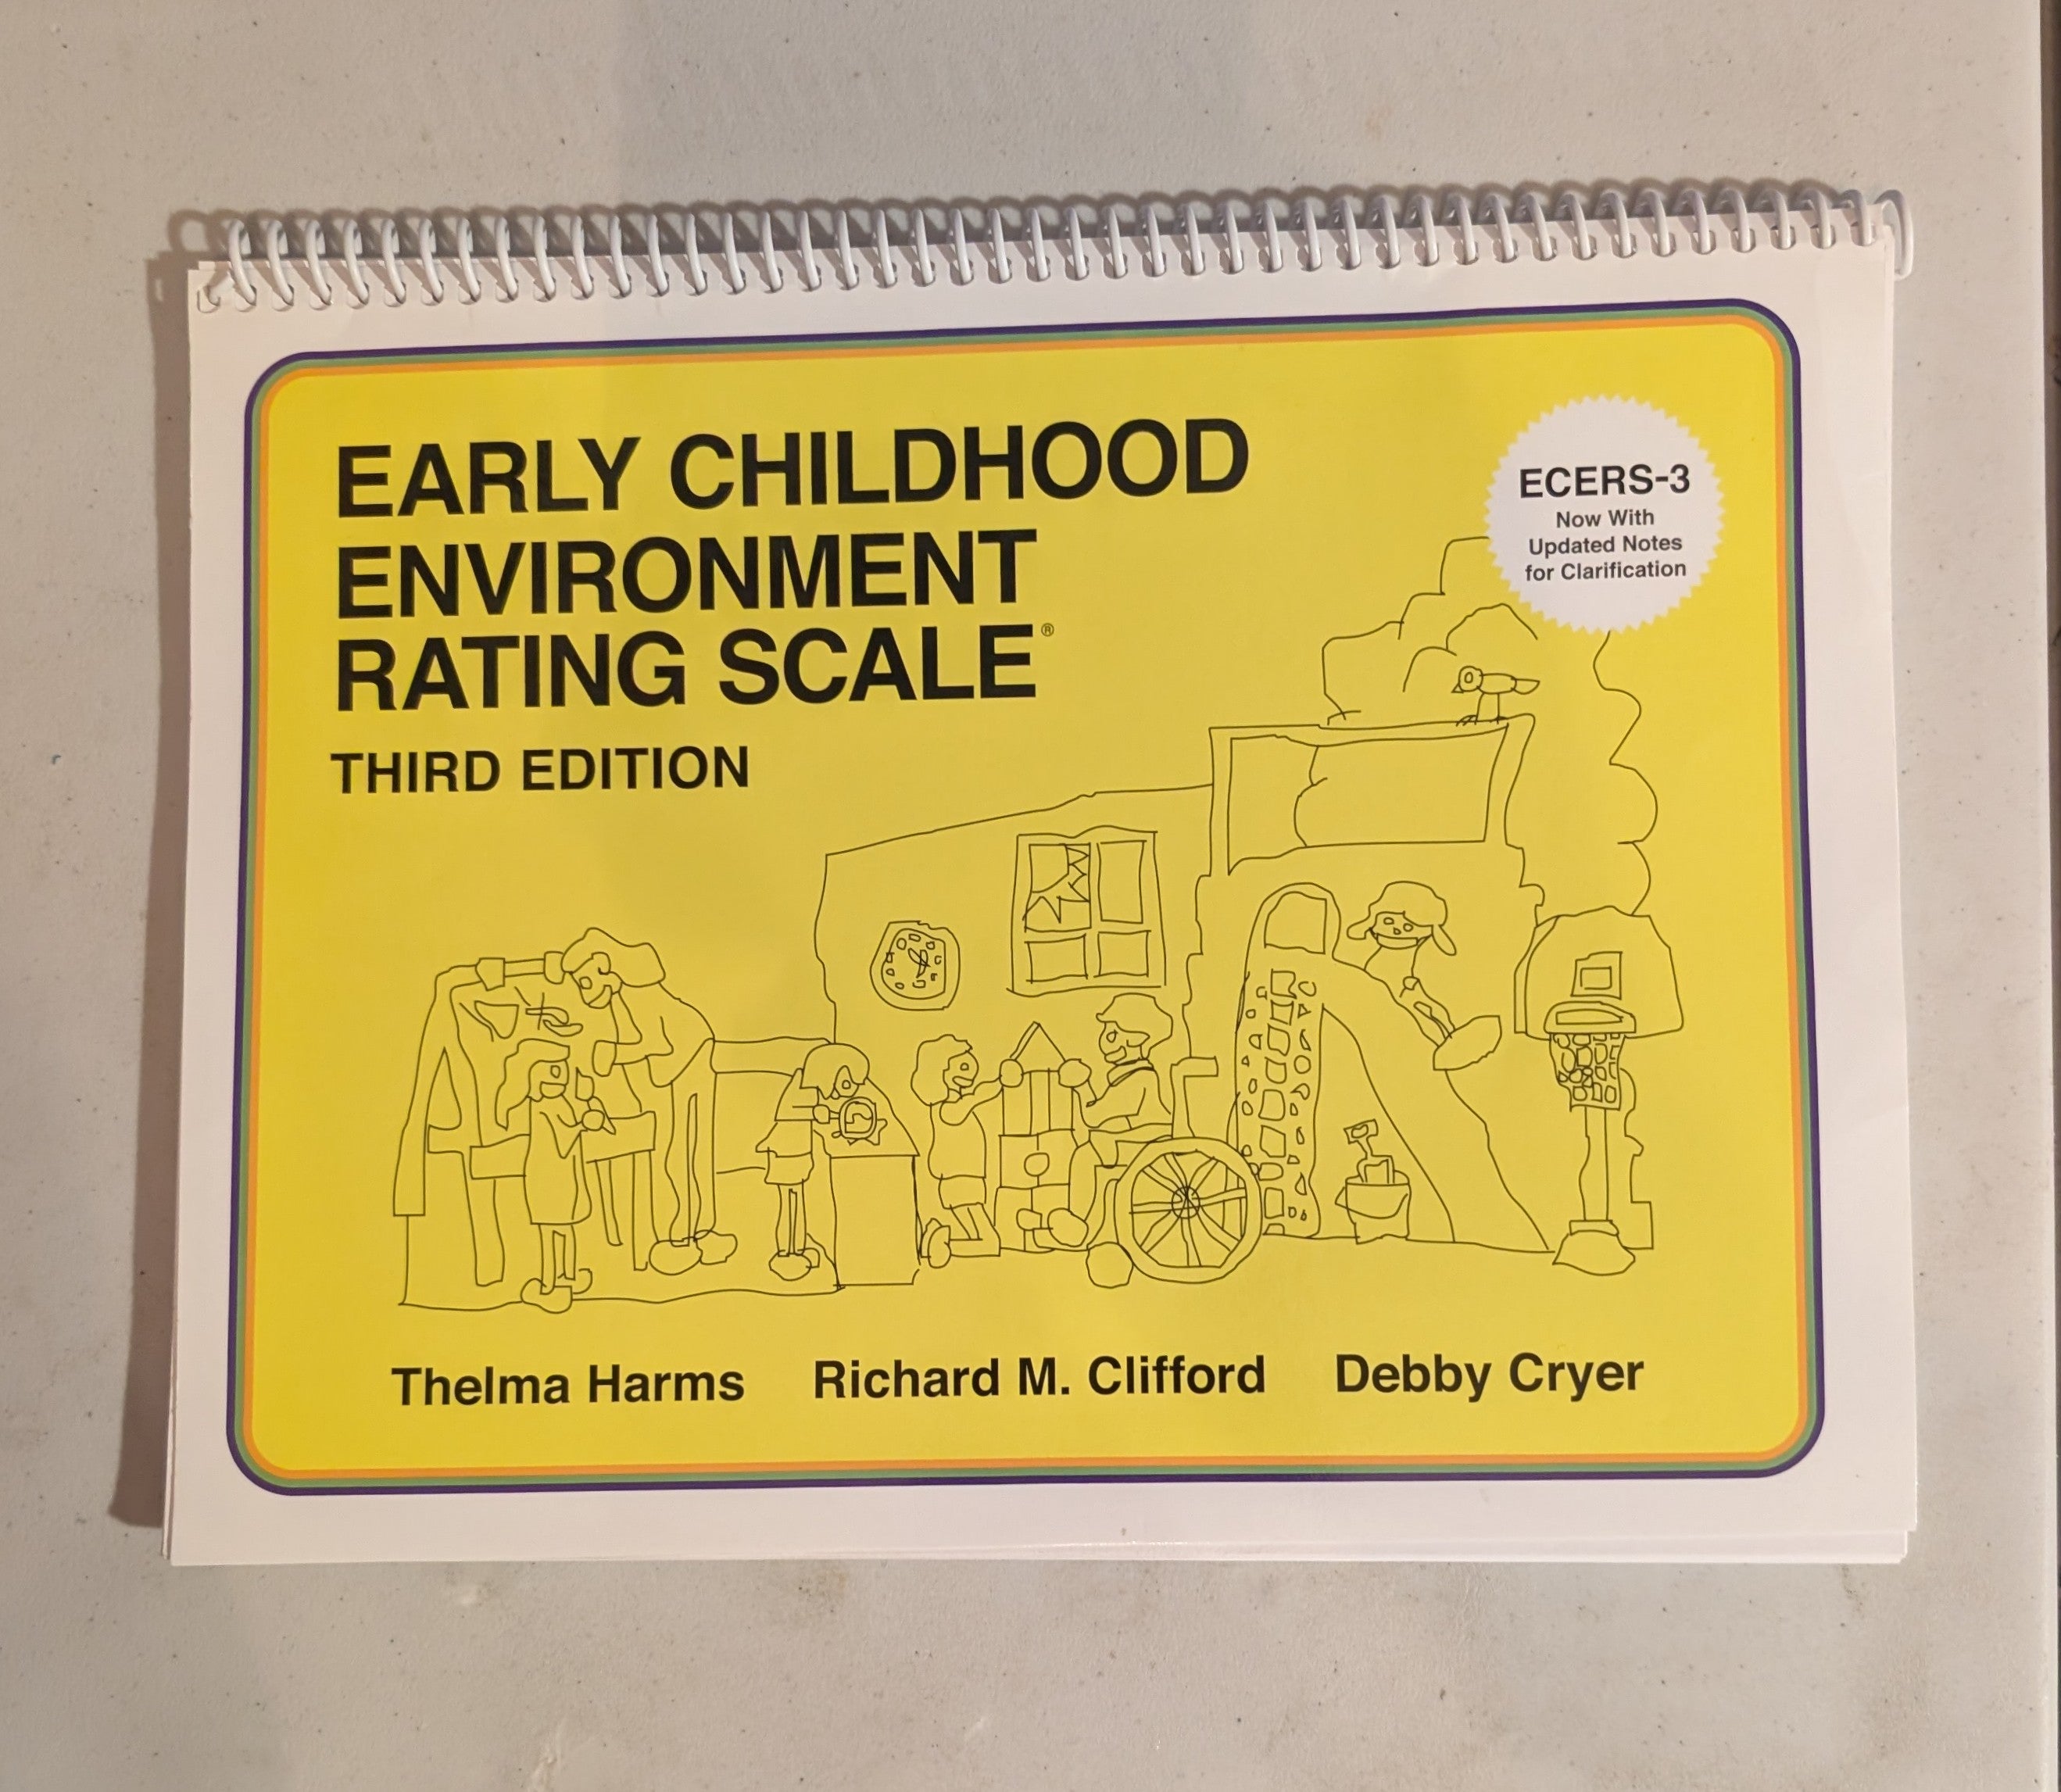 EARLY CHILDHOOD
ENVIRONMENT
RATING SCALE®
THIRD EDITION
ECERS-3
Now With
Updated Notes
for Clarification
Thelma Harms Richard M. Clifford Debby Cryer